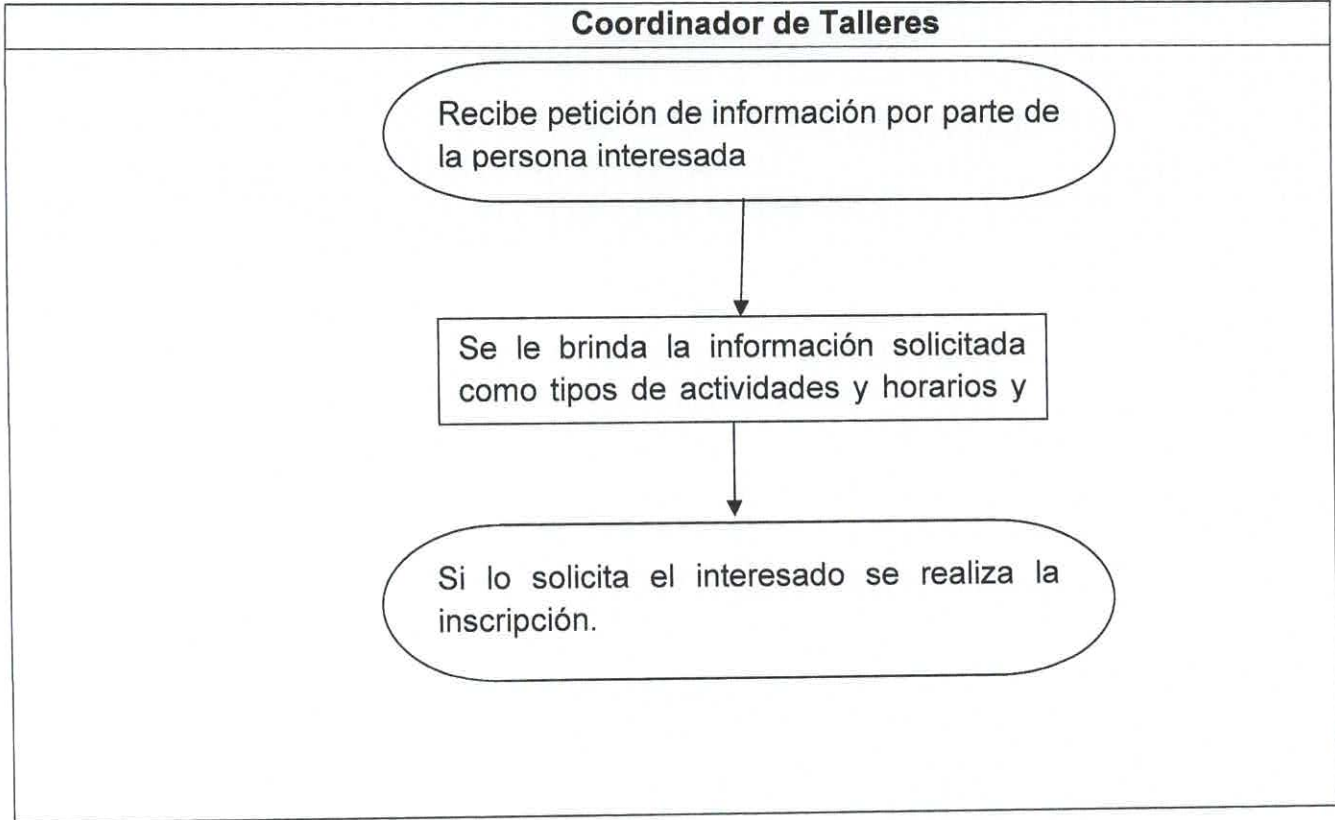 Coordinador de Talleres
Recibe petición de información por parte de
la persona interesada
Se le brinda la información solicitada
como tipos de actividades y horarios y
Si lo solicita el interesado se realiza la
inscripción.